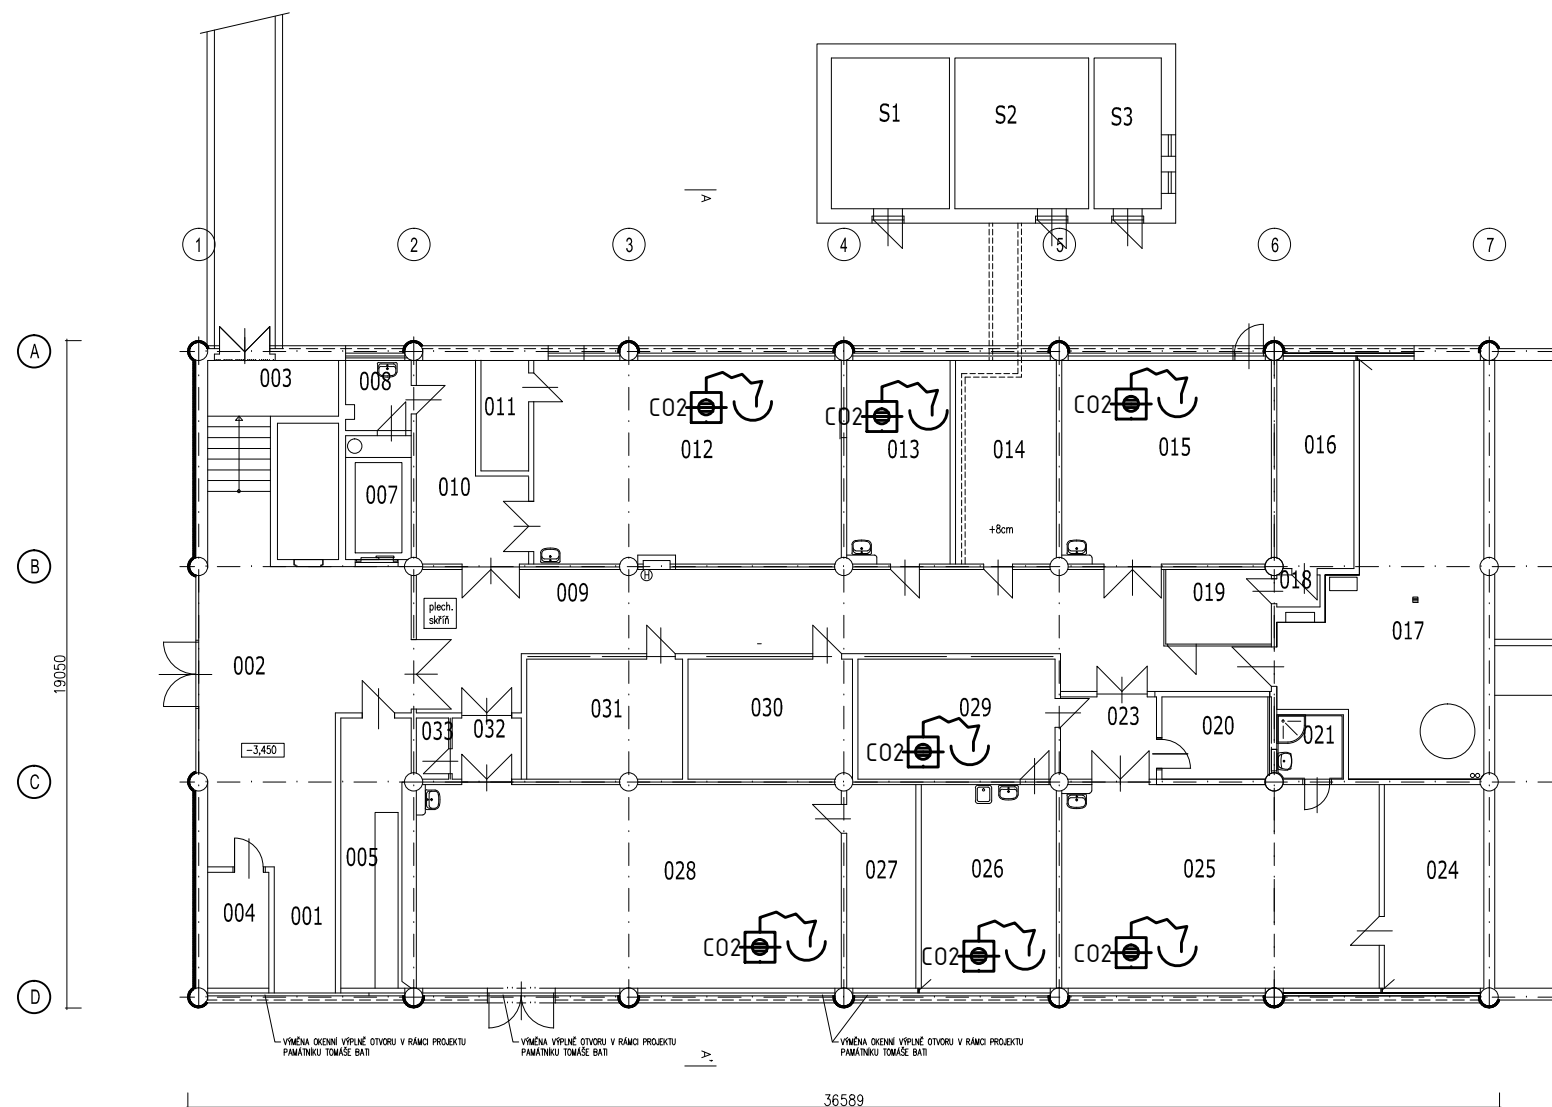 S1
S2
S3
A
1
2
3
4
5
6
7
A
003
008
011
CO2
CO2
CO2
012
013
014
015
016
010
007
+8cm
B
H
009
018
019
plech.
skříň
017
002
19050
031
030
029
023
033
032
020
021
-3,450
CO2
C
005
028
027
026
025
024
004
001
CO2
CO2
CO2
D
VÝMĚNA OKENNÍ VÝPLNĚ OTVORU V RÁMCI PROJEKTU
PAMÁTNÍKU TOMÁŠE BATI
VÝMĚNA VÝPLNĚ OTVORU V RÁMCI PROJEKTU
PAMÁTNÍKU TOMÁŠE BATI
VÝMĚNA OKENNÍ VÝPLNĚ OTVORU V RÁMCI PROJEKTU
PAMÁTNÍKU TOMÁŠE BATI
A'
36589